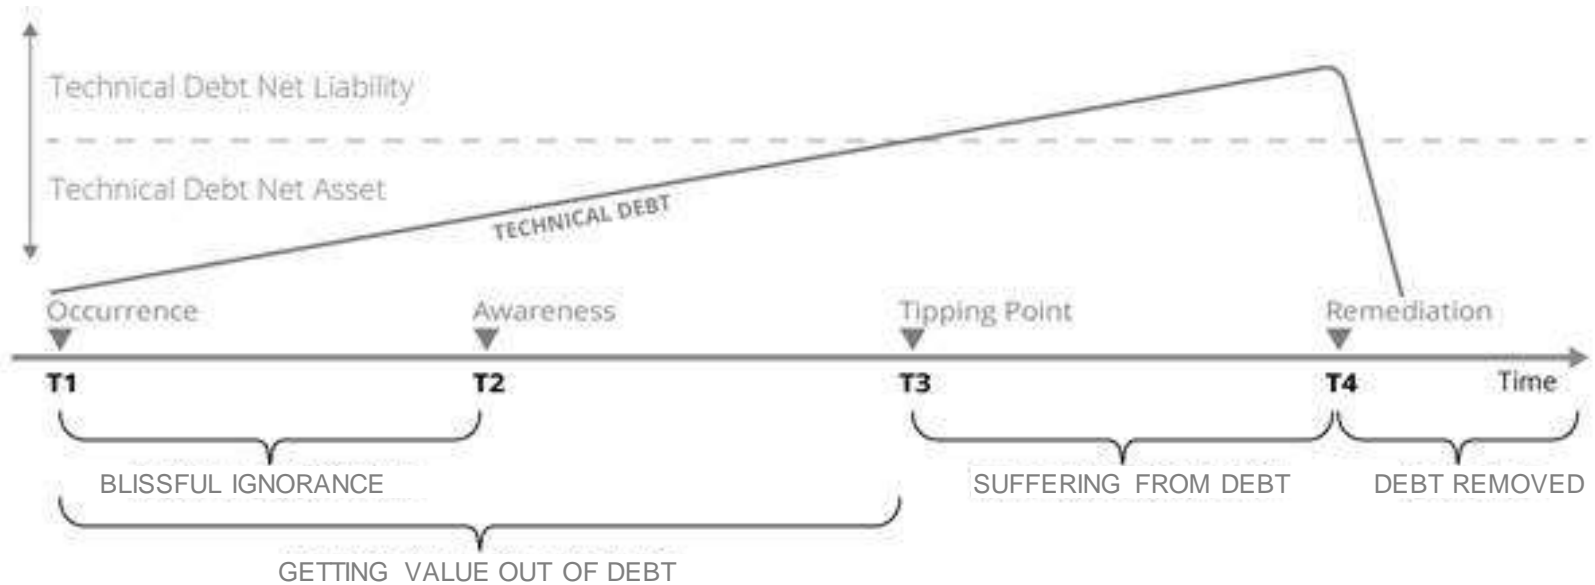 Technical Debt Net Liability
Technical Debt Net Asset
TECHNICAL DEBT
Occurrence Awareness Tipping Point Remediation
T1 T2 T3 T4 Time
BLISSFUL IGNORANCE SUFFERING FROM DEBT DEBT REMOVED
GETTING VALUE OUT OF DEBT